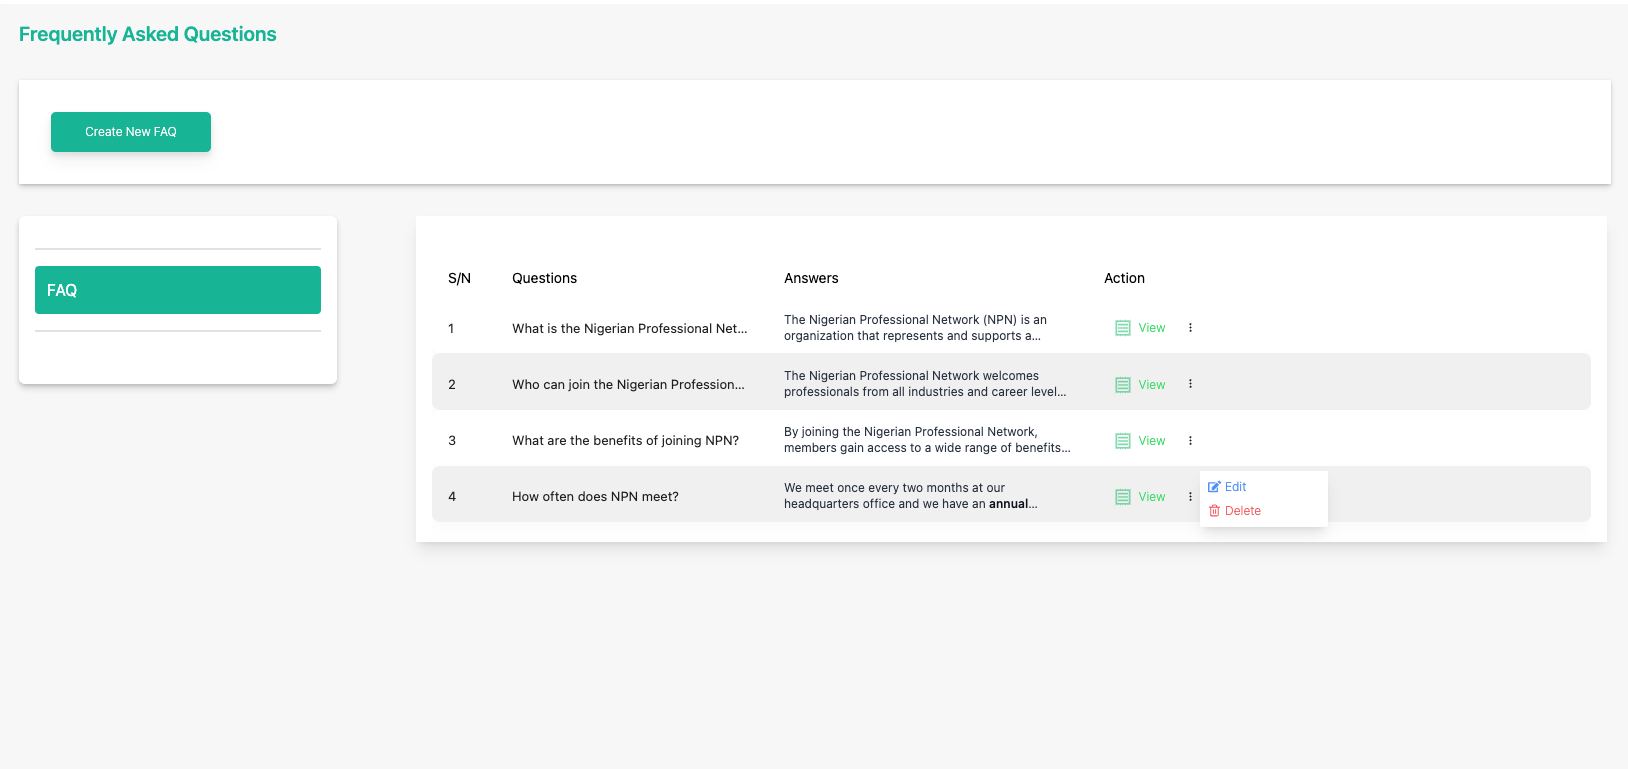 Frequently Asked Questions
Create New FAQ
FAQ
S/N Questions Answers Action
1 What is the Nigerian Professional Net... The Nigerian Professional Network (NPN) is an View
organization that represents and supports a...
2 Who can join the Nigerian Profession... The Nigerian Professional Network welcomes View
professionals from all industries and career level...
3 What are the benefits of joining NPN? By joining the Nigerian Professional Network, View
members gain access to a wide range of benefits...
4 How often does NPN meet? We meet once every two months at our View
headquarters office and we have an annual...
Edit
Delete